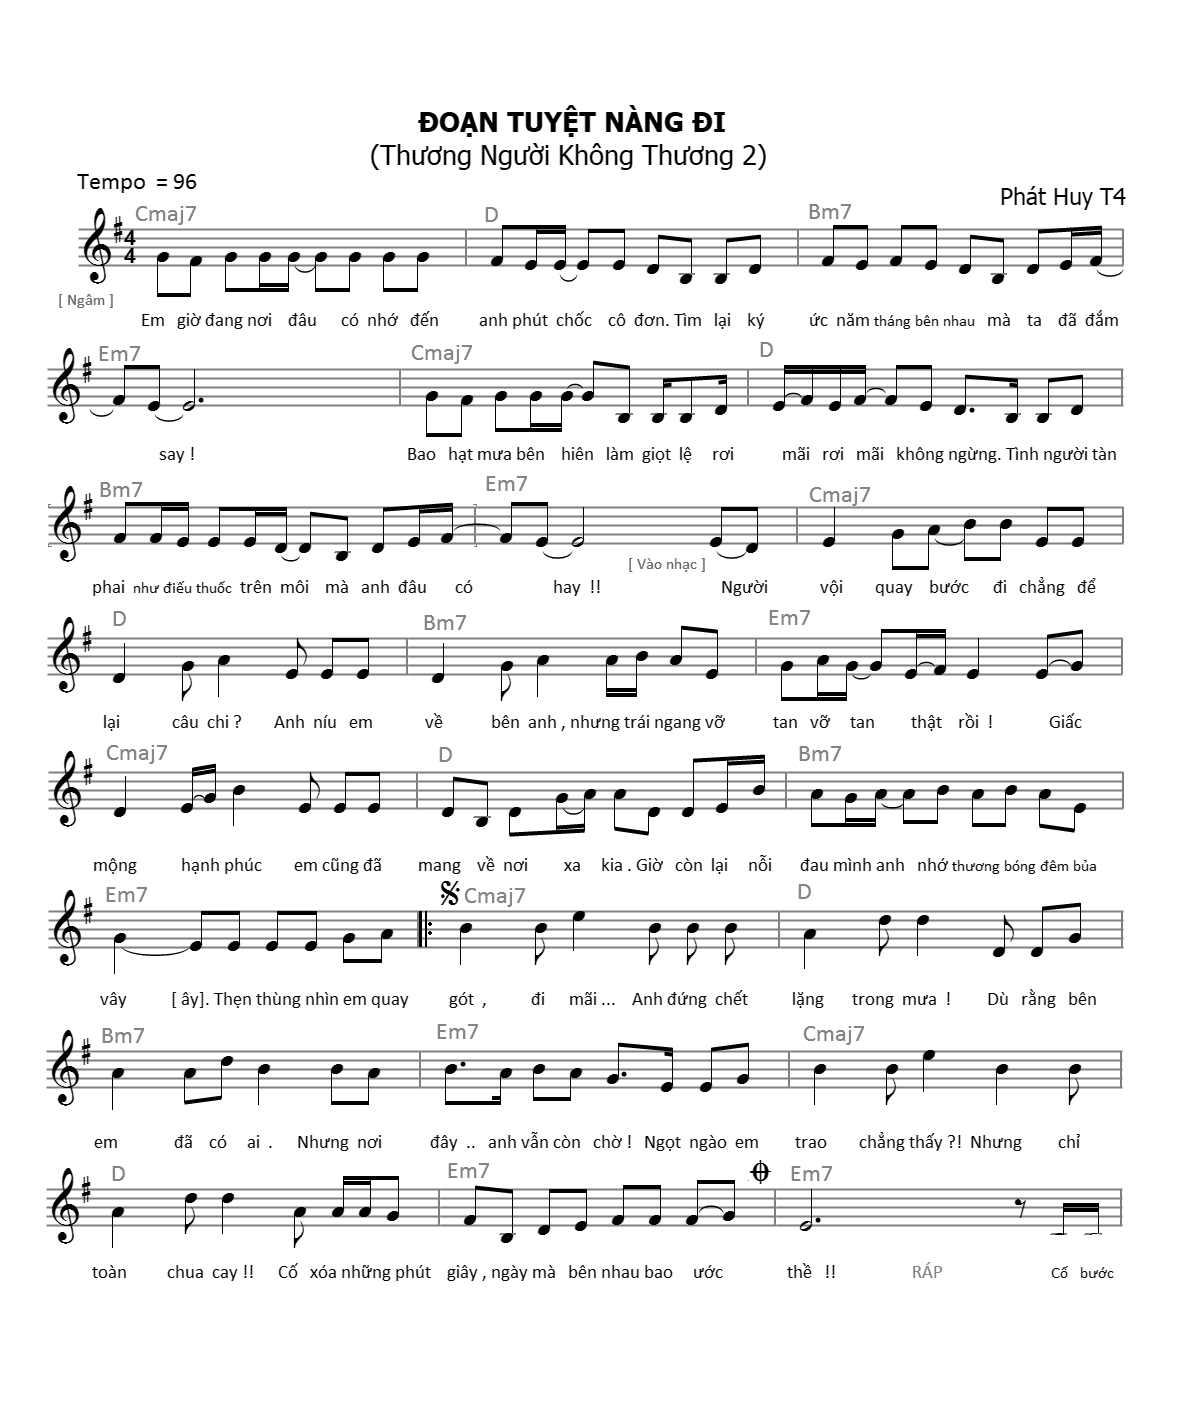 ĐOẠN TUYỆT NÀNG ĐI
(Thương Người Không Thương 2)
Tempo = 96
Phát Huy T4
Cmaj7 D Bm7
4
4
[ Ngâm ]
Em giờ đang nơi đâu có nhớ đến anh phút chốc cô đơn. Tìm lại ký ức năm tháng bên nhau mà ta đã đắm
Em7 Cmaj7 D
say ! Bao hạt mưa bên hiên làm giọt lệ rơi mãi rơi mãi không ngừng. Tình người tàn
Bm7 Em7 Cmaj7
[ Vào nhạc ]
phai như điếu thuốc trên môi mà anh đâu có hay !! Người vội quay bước đi chẳng để
D Bm7 Em7
lại câu chi ? Anh níu em về bên anh , nhưng trái ngang vỡ tan vỡ tan thật rồi ! Giấc
Cmaj7 D Bm7
mộng hạnh phúc em cũng đã mang về nơi xa kia . Giờ còn lại nỗi đau mình anh nhớ thương bóng đêm bủa
Em7 Cmaj7 D
vây [ ây]. Thẹn thùng nhìn em quay gót , đi mãi ... Anh đứng chết lặng trong mưa ! Dù rằng bên
Bm7 Em7 Cmaj7
em đã có ai . Nhưng nơi đây .. anh vẫn còn chờ ! Ngọt ngào em trao chẳng thấy ?! Nhưng chỉ
D Em7 Em7
toàn chua cay !! Cố xóa những phút giây , ngày mà bên nhau bao ước thề !! RÁP Cố bước